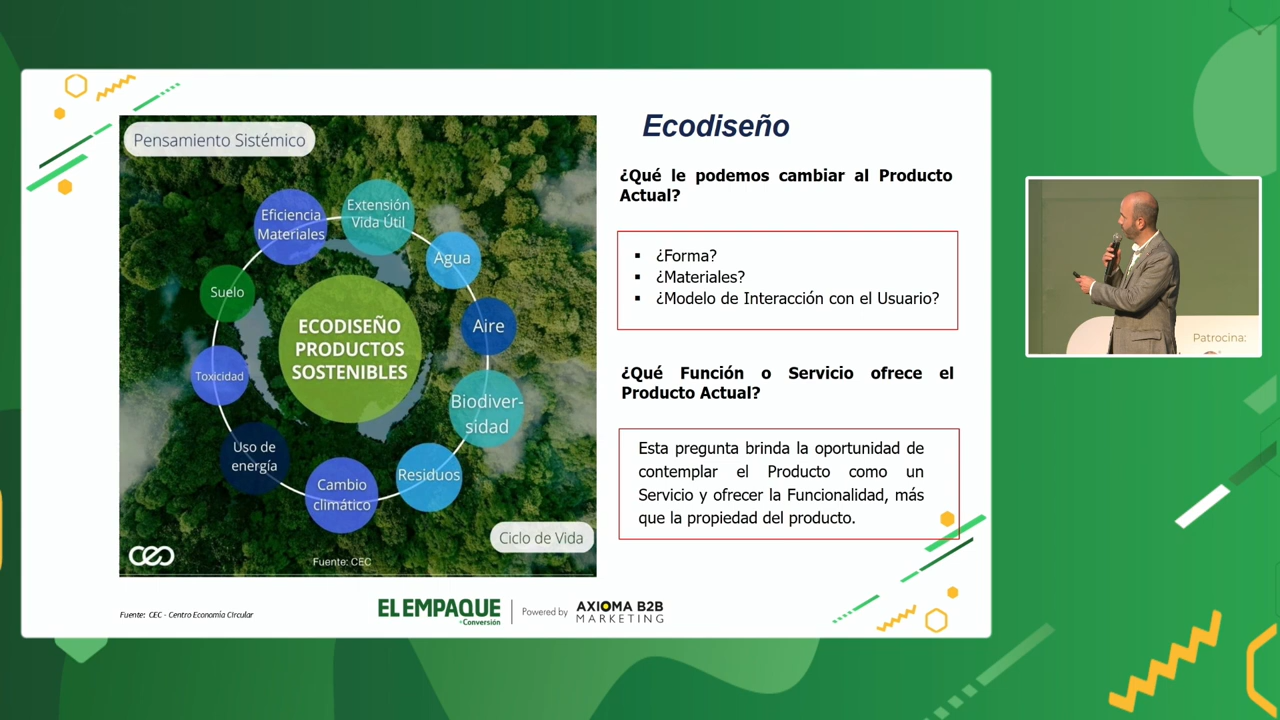 Pensamiento Sistémico
Eficiencia
Materiales
Extensión
Vida Útil
Agua
Aire
Biodiver-
sidad
Residuos
Cambio
climático
Uso de
energía
Toxicidad
Suelo
ECODISEÑO
PRODUCTOS
SOSTENIBLES
Ciclo de Vida
Fuente: CEC
Ecodiseño
¿Qué le podemos cambiar al Producto
Actual?
▪ ¿Forma?
▪ ¿Materiales?
▪ ¿Modelo de Interacción con el Usuario?
¿Qué Función o Servicio ofrece el
Producto Actual?
Esta pregunta brinda la oportunidad de
contemplar el Producto como un
Servicio y ofrecer la Funcionalidad, más
que la propiedad del producto.
Fuente: CEC - Centro Economía Circular
EL EMPAQUE
+Conversión
Powered by
AXIOMA B2B
MARKETING
Patrocina: